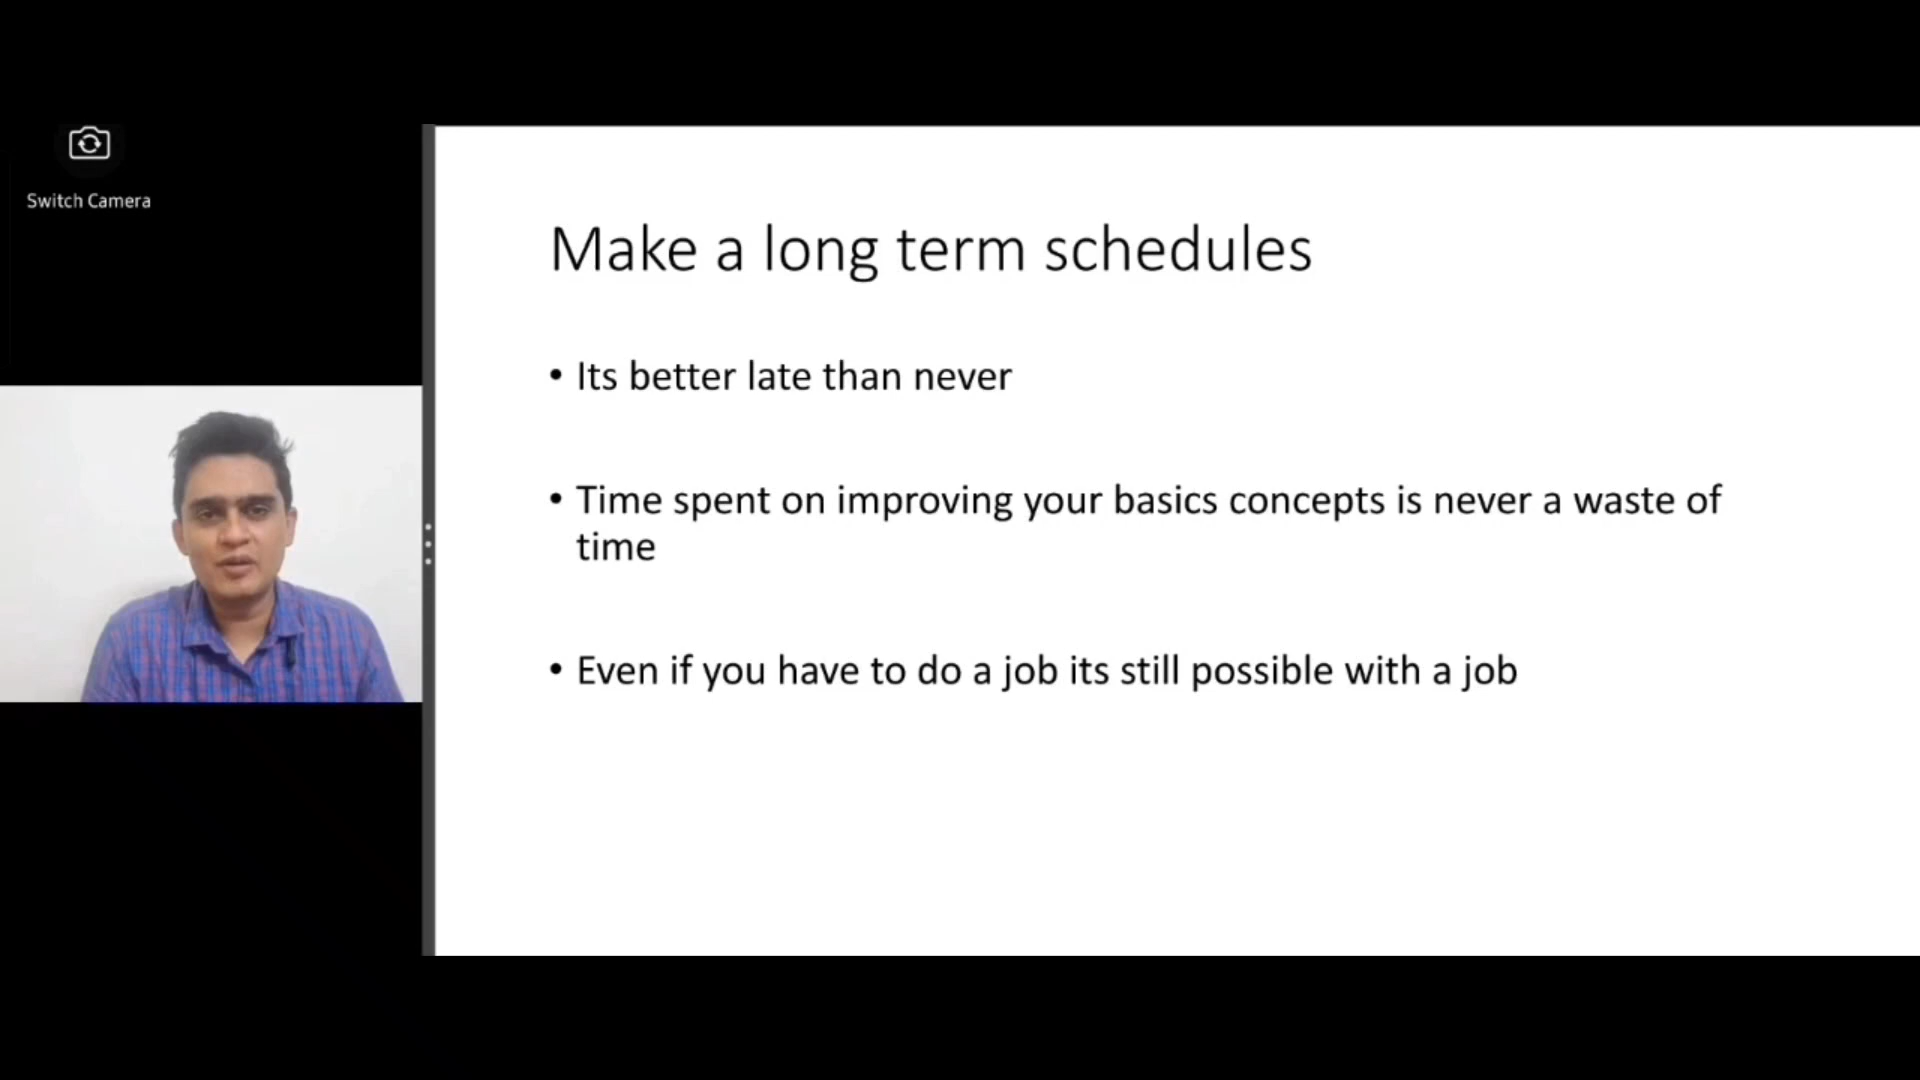 Switch Camera
Make a long term schedules
• Its better late than never
• Time spent on improving your basics concepts is never a waste of
time
• Even if you have to do a job its still possible with a job